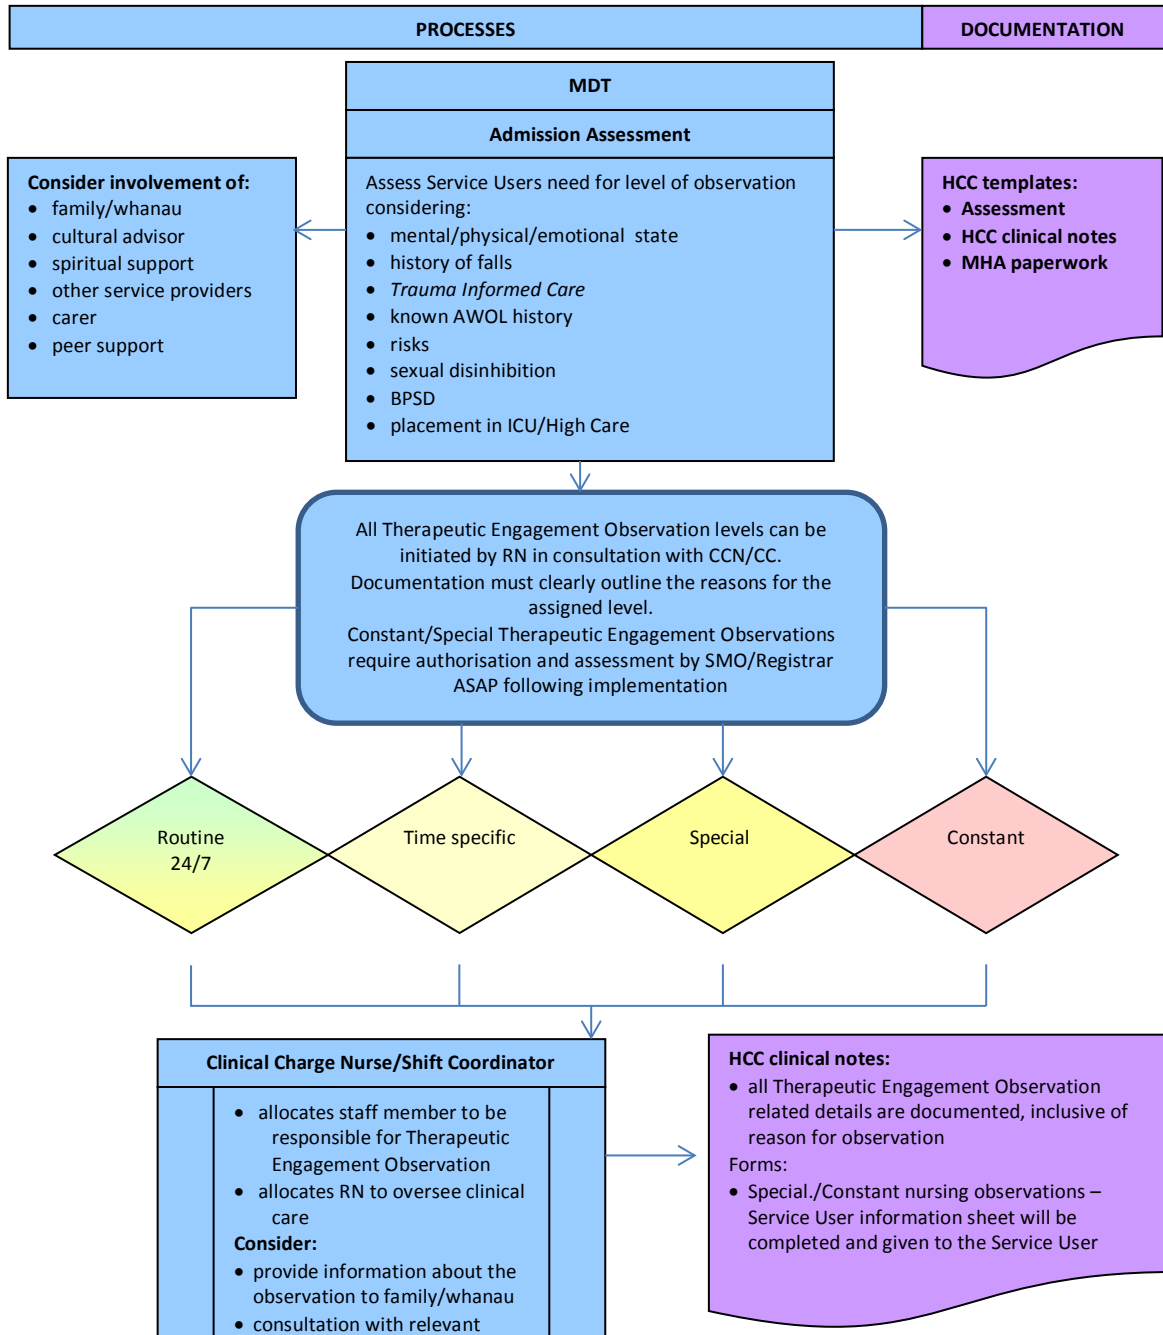 PROCESSES
DOCUMENTATION
MDT
Admission Assessment
Consider involvement of:
• family/whanau
• cultural advisor
• spiritual support
• other service providers
• carer
• peer support
Assess Service Users need for level of observation
considering:
• mental/physical/emotional state
• history of falls
• Trauma Informed Care
• known AWOL history
• risks
• sexual disinhibition
• BPSD
• placement in ICU/High Care
HCC templates:
• Assessment
• HCC clinical notes
• MHA paperwork
All Therapeutic Engagement Observation levels can be
initiated by RN in consultation with CCN/CC.
Documentation must clearly outline the reasons for the
assigned level.
Constant/Special Therapeutic Engagement Observations
require authorisation and assessment by SMO/Registrar
ASAP following implementation
Routine
24/7
Time specific
Special
Constant
Clinical Charge Nurse/Shift Coordinator
• allocates staff member to be
responsible for Therapeutic
Engagement Observation
• allocates RN to oversee clinical
care
Consider:
• provide information about the
observation to family/whanau
• consultation with relevant
HCC clinical notes:
• all Therapeutic Engagement Observation
related details are documented, inclusive of
reason for observation
Forms:
• Special./Constant nursing observations –
Service User information sheet will be
completed and given to the Service User